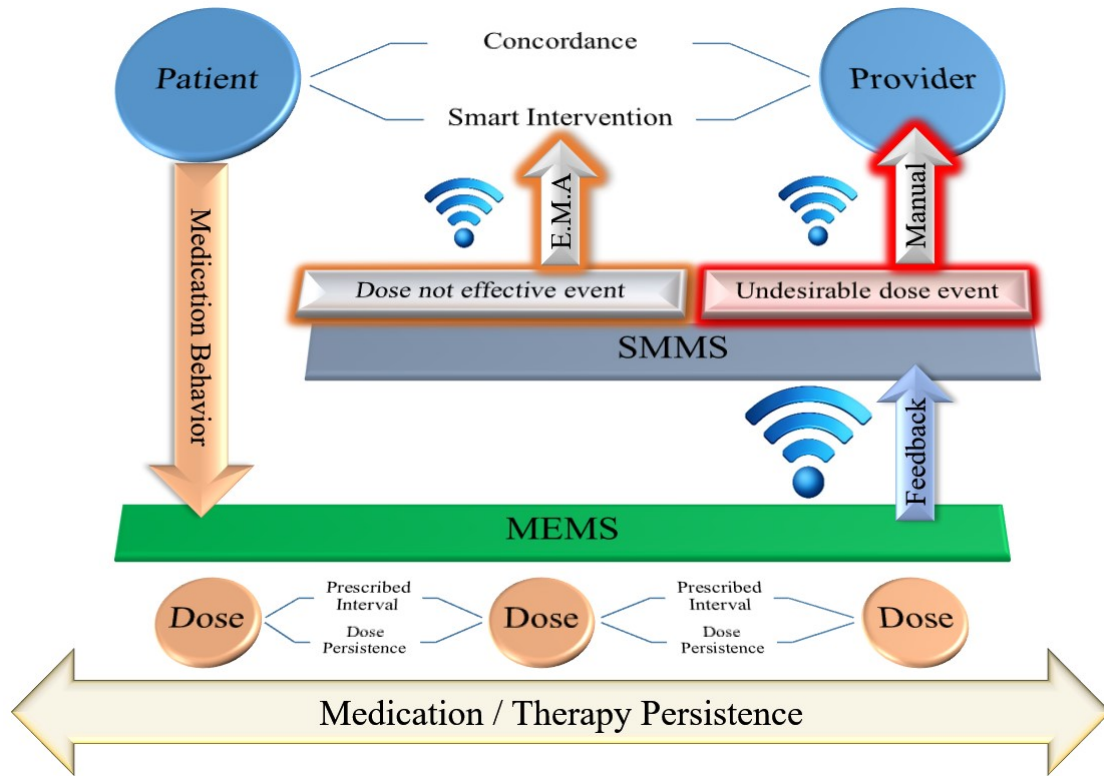 Concordance
Patient
Provider
Smart Intervention
Medication Behavior
E.M.A
Manual
Dose not effective event
Undesirable dose event
SMMS
Feedback
MEMS
Prescribed
Interval
Prescribed
Interval
Dose
Dose
Dose
Dose
Persistence
Dose
Persistence
Medication / Therapy Persistence